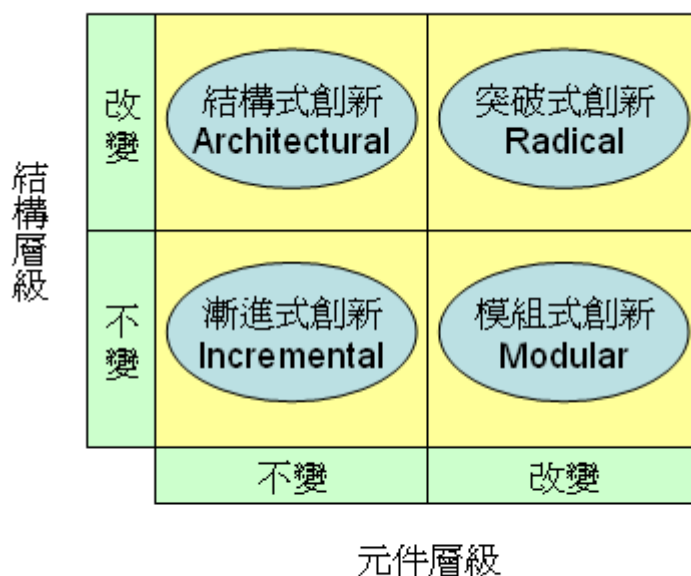 結構層級
改變
結構式創新
Architectural
突破式創新
Radical
不變
漸進式創新
Incremental
模組式創新
Modular
不變
改變
元件層級